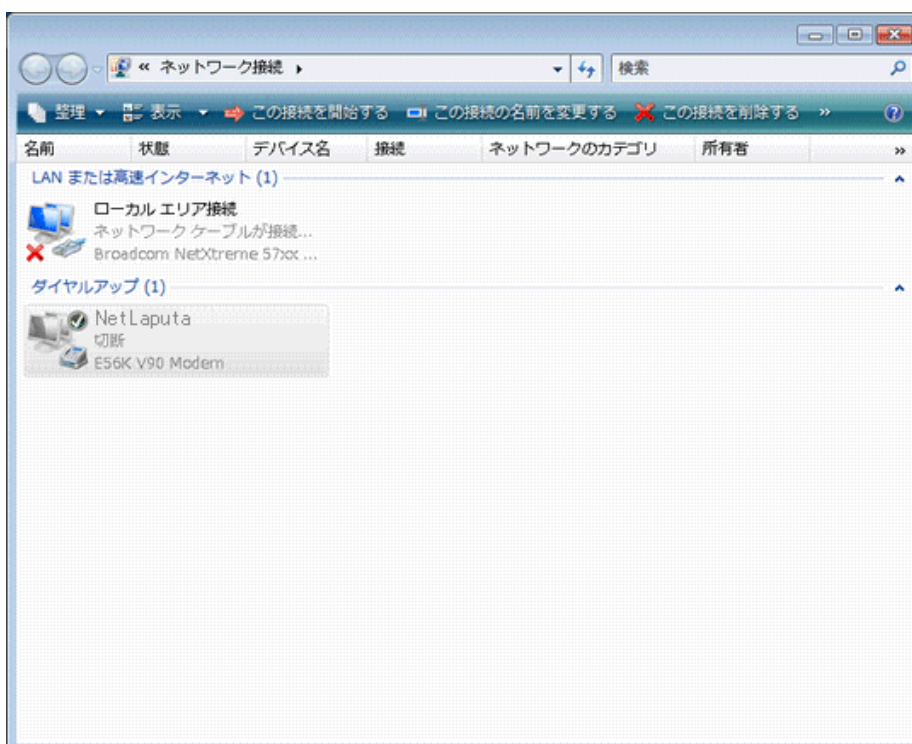 « ネットワーク接続
検索
整理 表示 この接続を開始する この接続の名前を変更する この接続を削除する »
名前 状態 デバイス名 接続 ネットワークのカテゴリ 所有者 »
LAN または高速インターネット (1)
ローカル エリア接続
ネットワーク ケーブルが接続...
Broadcom NetXtreme 57xx ...
ダイヤルアップ (1)
NetLaputa
切断
E56K V90 Modem